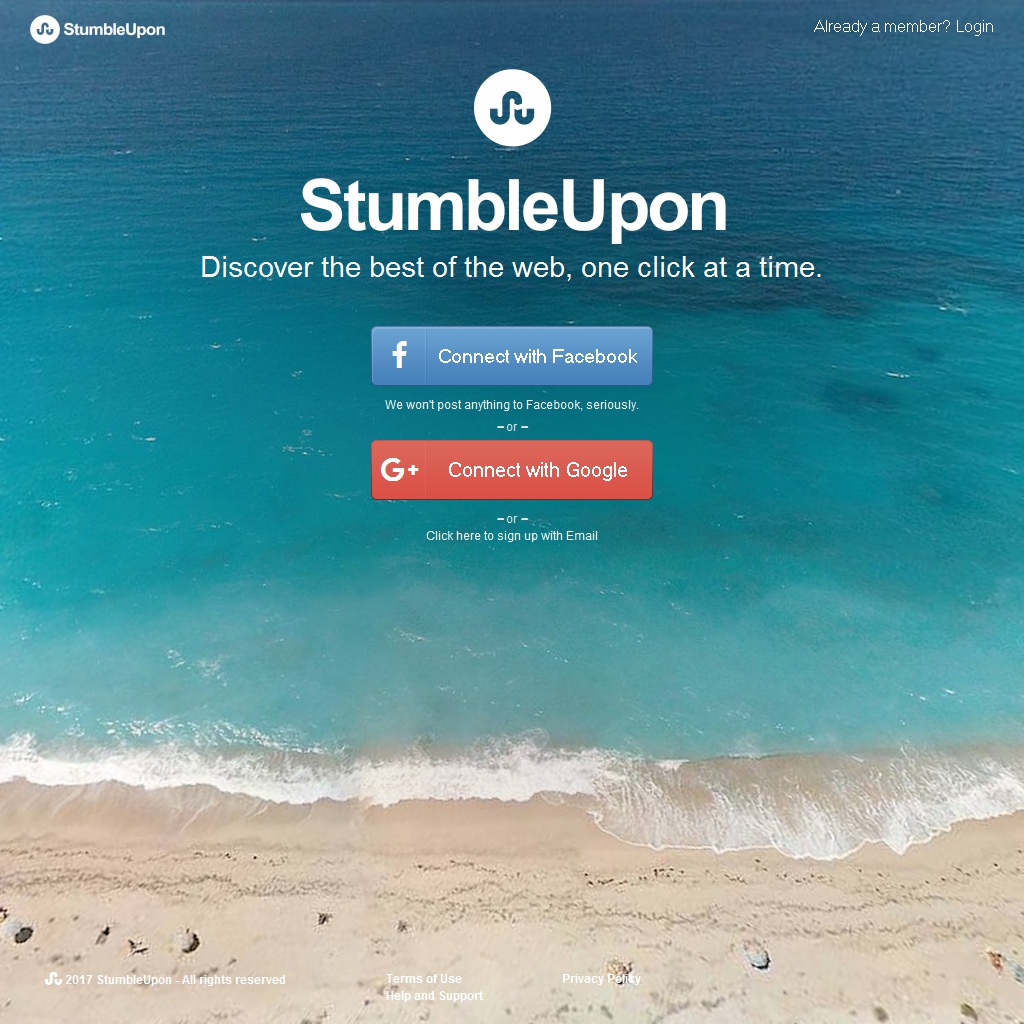 StumbleUpon
Already a member? Login
StumbleUpon
Discover the best of the web, one click at a time.
Connect with Facebook
We won't post anything to Facebook, seriously.
– or –
G+ Connect with Google
– or –
Click here to sign up with Email
2017 StumbleUpon - All rights reserved
Terms of Use
Privacy Policy
Help and Support